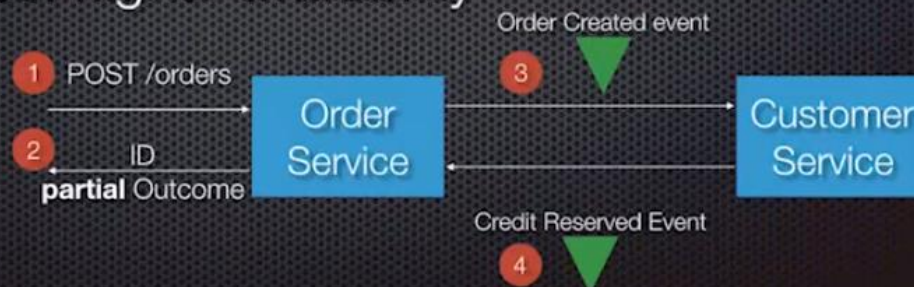 Order Created event
1 POST /orders
3
Order Service
Customer Service
2 ID
partial Outcome
Credit Reserved Event
4